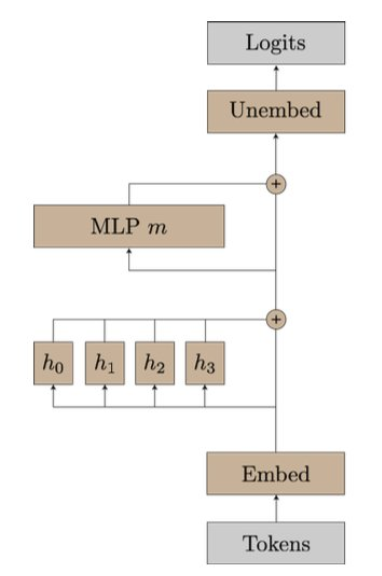 Logits
Unembed
+
MLP m
+
h₀ h₁ h₂ h₃
Embed
Tokens